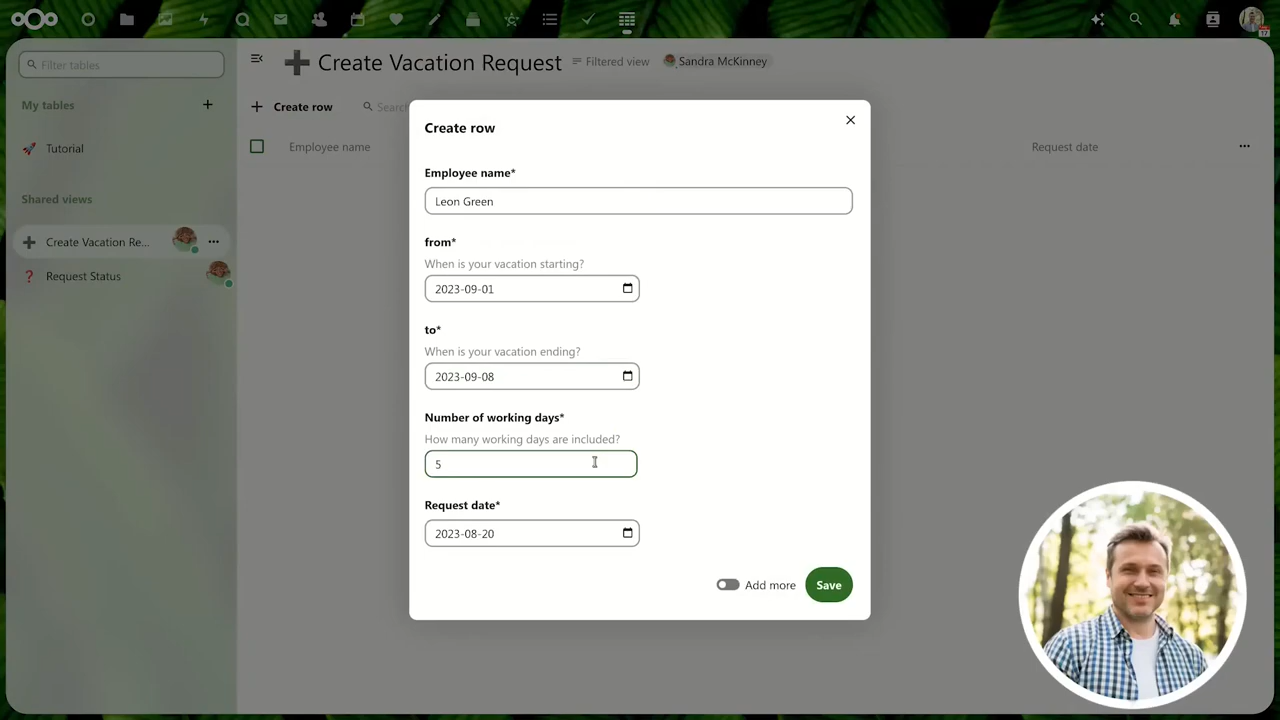 Filter tables
My tables
Tutorial
Shared views
Create Vacation Re...
Request Status
Create Vacation Request
Filtered view
Sandra McKinney
Create row
Search
Employee name
Request date
Create row
Employee name*
Leon Green
from*
When is your vacation starting?
2023-09-01
to*
When is your vacation ending?
2023-09-08
Number of working days*
How many working days are included?
5
Request date*
2023-08-20
Add more
Save